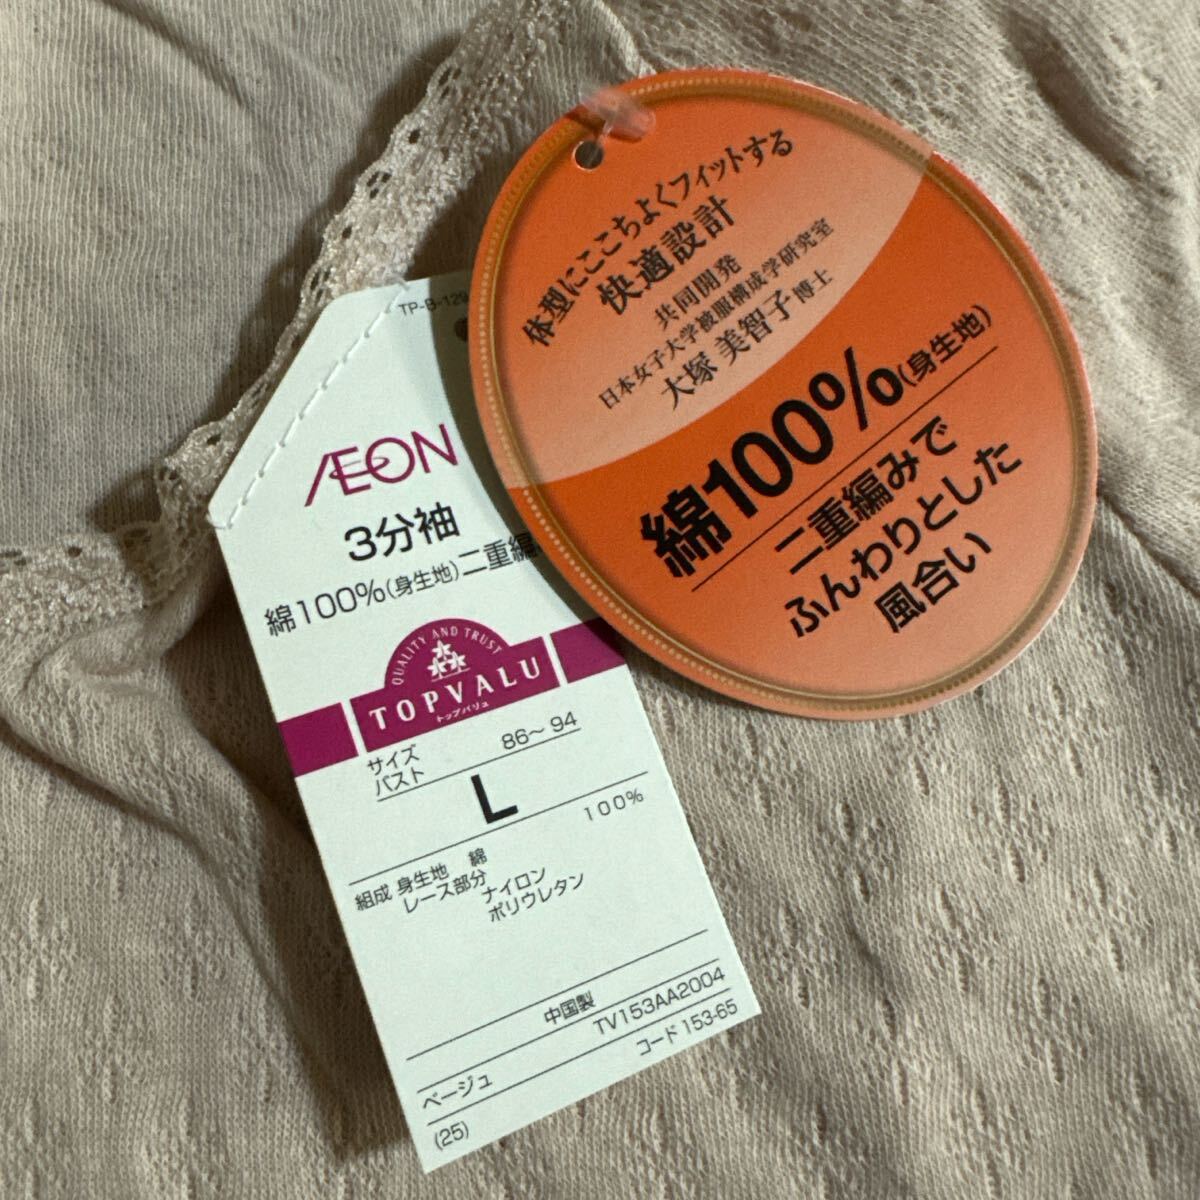 体型にここちよくフィットする
快適設計
共同開発
日本女子大学被服構成学研究室
大塚 美智子 博士
綿100%(身生地)
二重編みで
ふんわりとした
風合い
TP-B-129
ÆON
3分袖
綿100%(身生地)二重編
QUALITY AND TRUST
TOPVALU
トップバリュ
サイズ
バスト 86〜94
L
組成 身生地 綿 100%
レース部分 ナイロン
ポリウレタン
中国製
TV153AA2004
コード 153-65
ベージュ
(25)